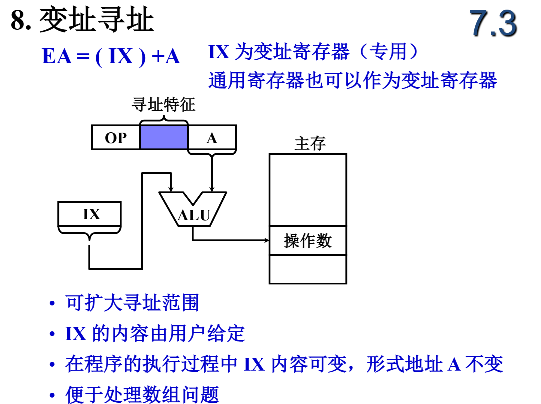 8. 变址寻址
7.3
EA = ( IX ) +A
IX 为变址寄存器（专用）
通用寄存器也可以作为变址寄存器
寻址特征
OP
A
主存
IX
ALU
操作数
• 可扩大寻址范围
• IX 的内容由用户给定
• 在程序的执行过程中 IX 内容可变，形式地址 A 不变
• 便于处理数组问题